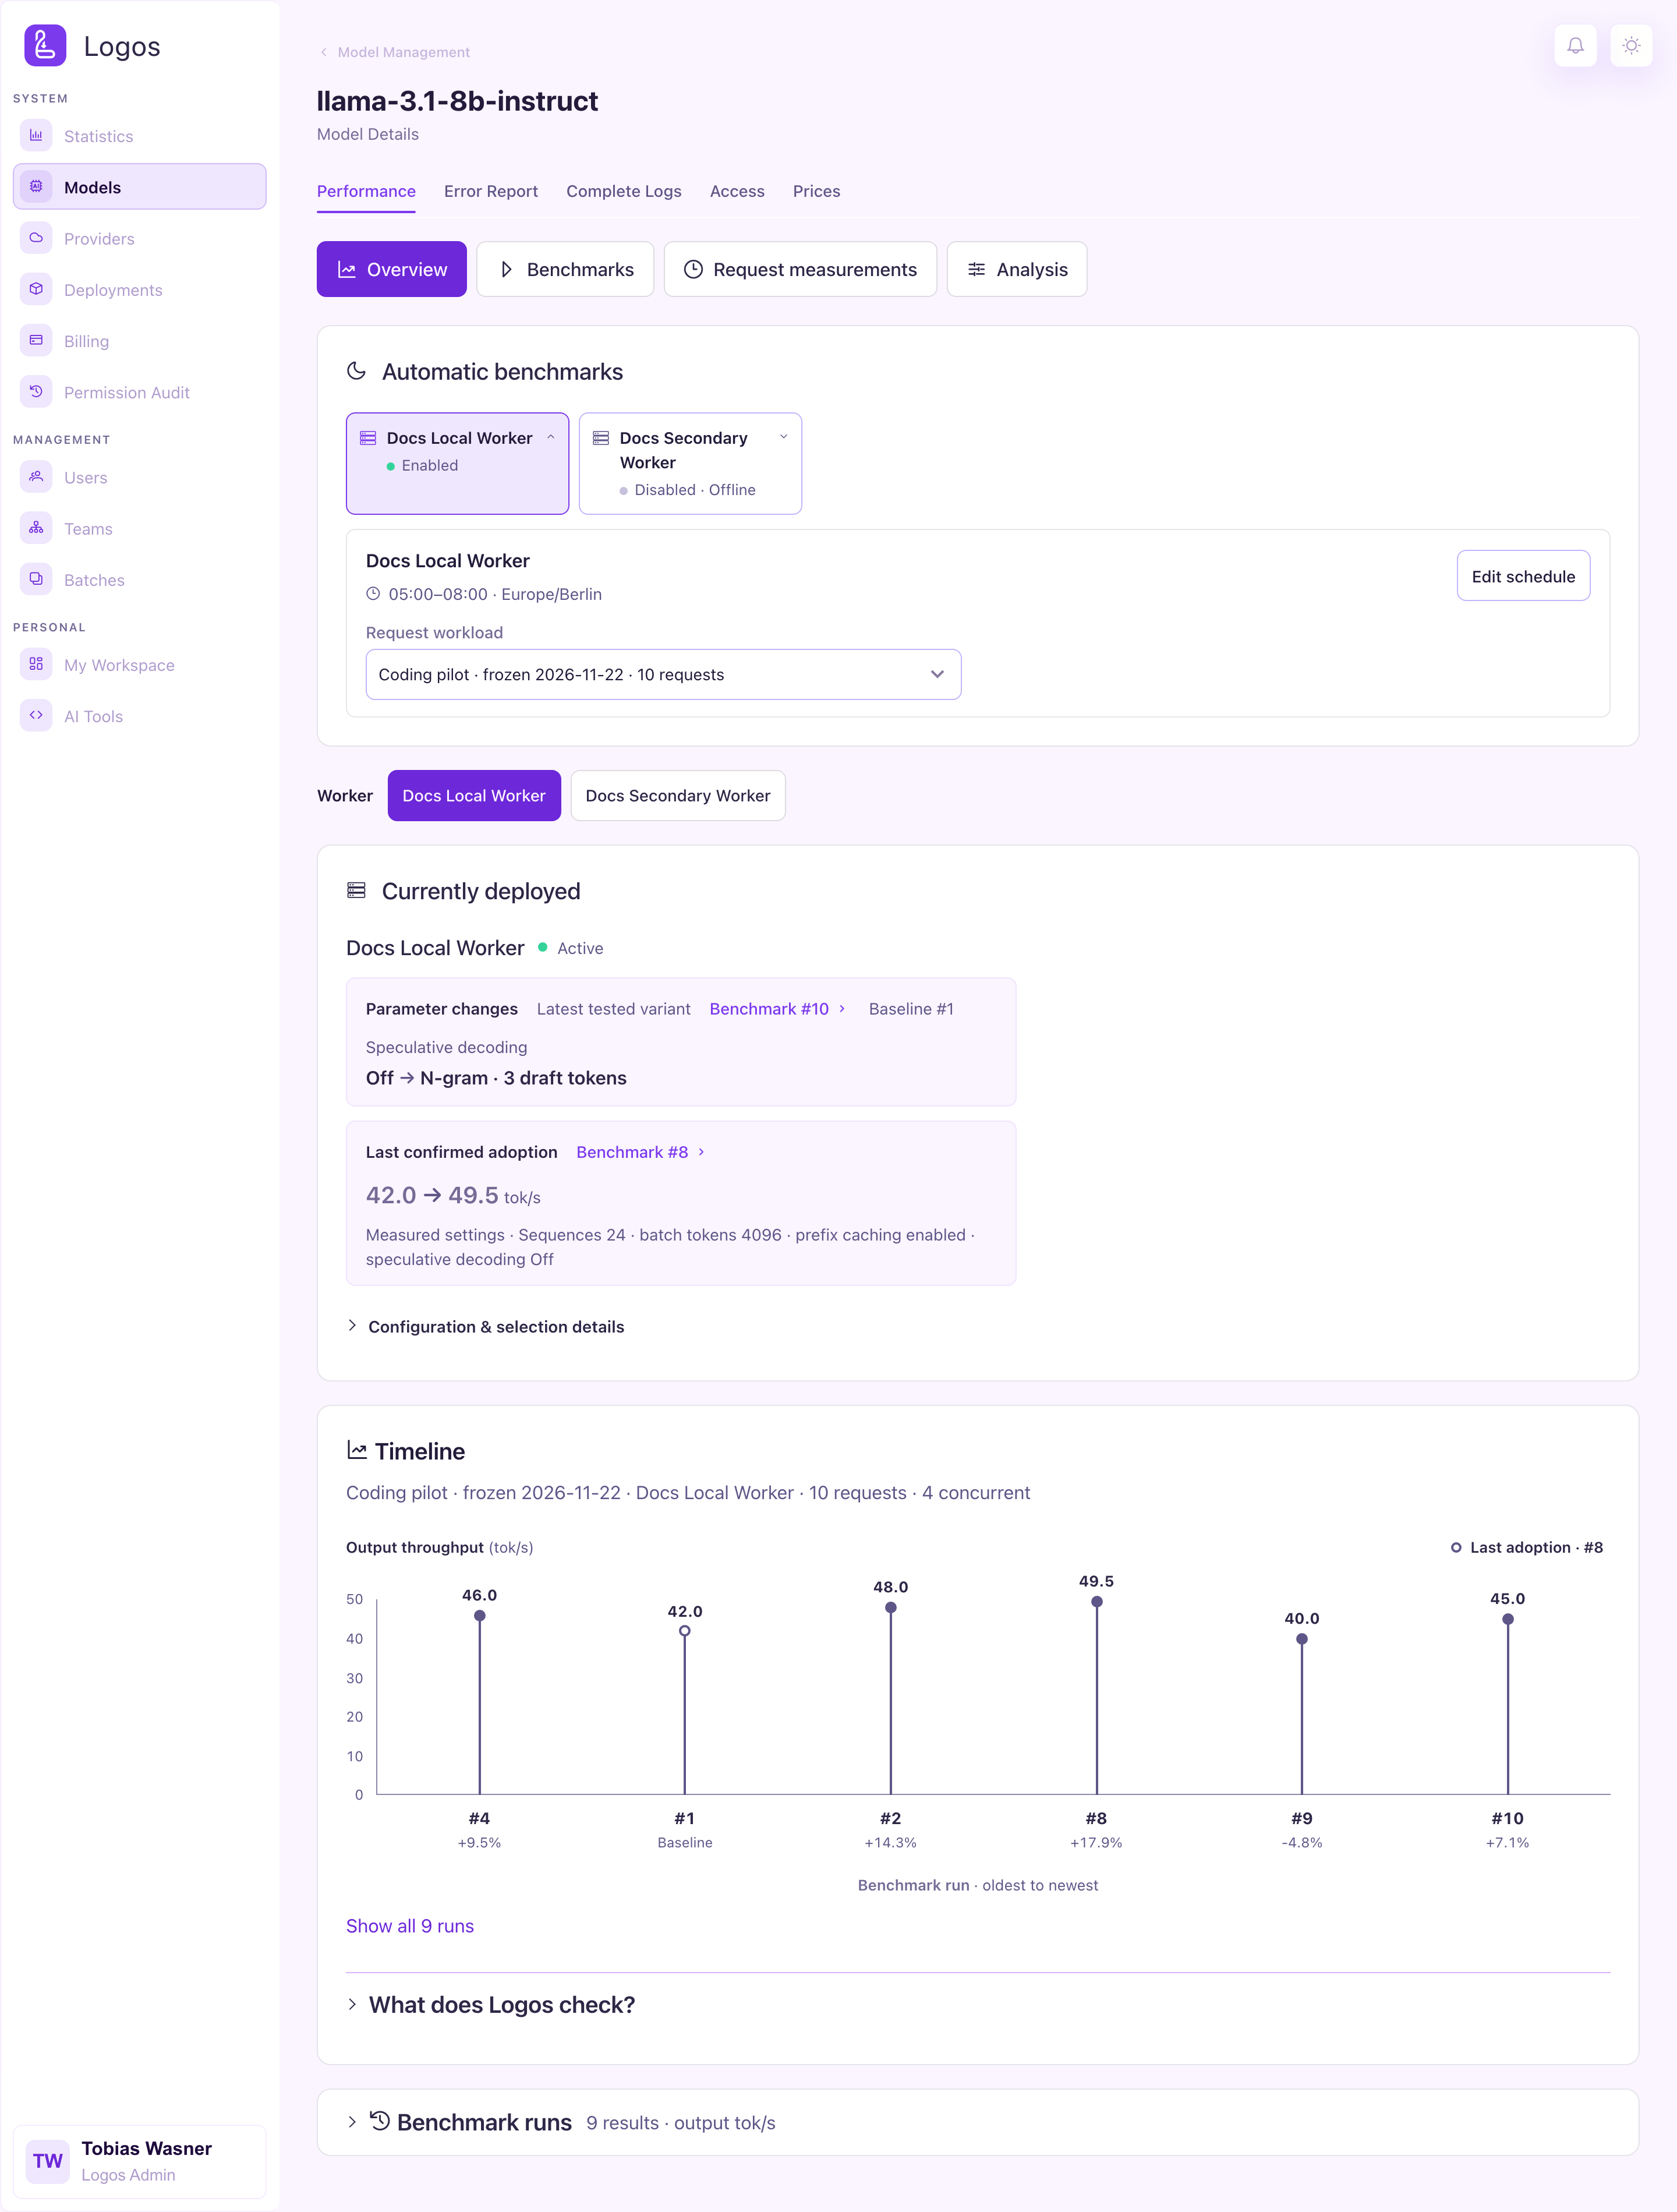 Logos
SYSTEM
Statistics
Models
Providers
Deployments
Billing
Permission Audit
MANAGEMENT
Users
Teams
Batches
PERSONAL
My Workspace
AI Tools
TW
Tobias Wasner
Logos Admin
Model Management
llama-3.1-8b-instruct
Model Details
Performance Error Report Complete Logs Access Prices
Overview Benchmarks Request measurements Analysis
Automatic benchmarks
Docs Local Worker
Enabled
Docs Secondary
Worker
Disabled · Offline
Docs Local Worker
05:00–08:00 · Europe/Berlin
Edit schedule
Request workload
Coding pilot · frozen 2026-11-22 · 10 requests
Worker Docs Local Worker Docs Secondary Worker
Currently deployed
Docs Local Worker Active
Parameter changes Latest tested variant Benchmark #10 Baseline #1
Speculative decoding
Off → N-gram · 3 draft tokens
Last confirmed adoption Benchmark #8
42.0 → 49.5 tok/s
Measured settings · Sequences 24 · batch tokens 4096 · prefix caching enabled ·
speculative decoding Off
Configuration & selection details
Timeline
Coding pilot · frozen 2026-11-22 · Docs Local Worker · 10 requests · 4 concurrent
Output throughput (tok/s) Last adoption · #8
50
40
30
20
10
0
46.0 42.0 48.0 49.5 40.0 45.0
#4 #1 #2 #8 #9 #10
+9.5% Baseline +14.3% +17.9% -4.8% +7.1%
Benchmark run · oldest to newest
Show all 9 runs
What does Logos check?
Benchmark runs 9 results · output tok/s